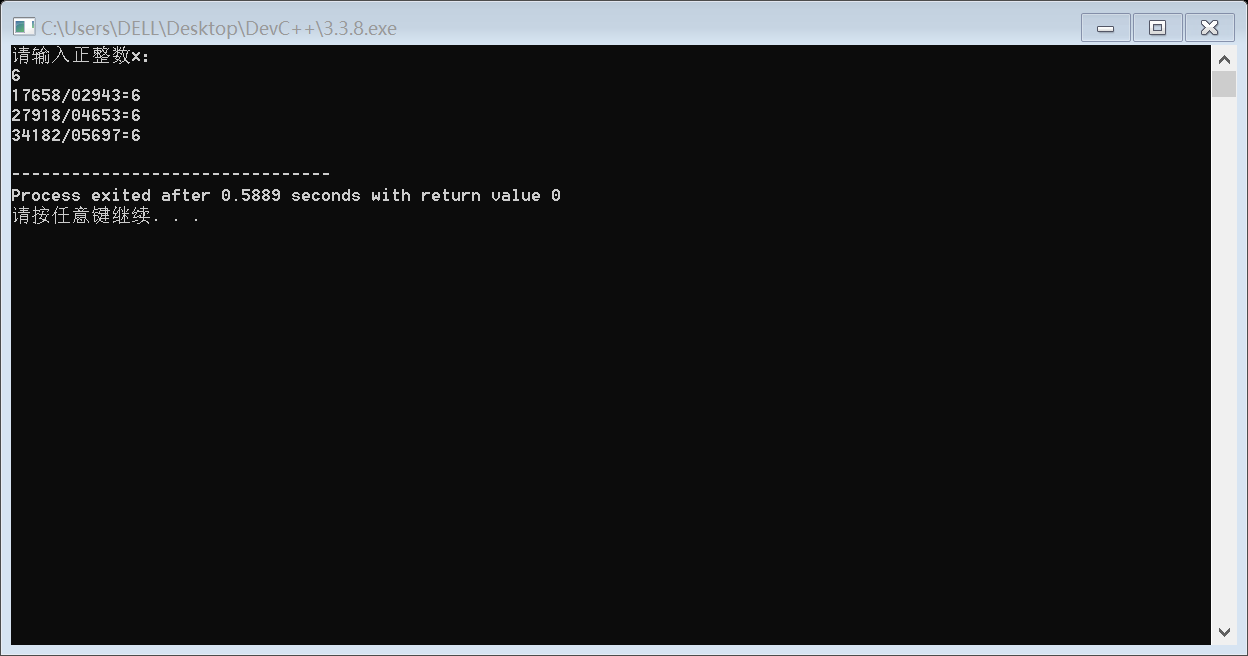 C:\Users\DELL\Desktop\DevC++\3.3.8.exe
请输入正整数x：
6
17658/02943=6
27918/04653=6
34182/05697=6
--------------------------------
Process exited after 0.5889 seconds with return value 0
请按任意键继续. . .